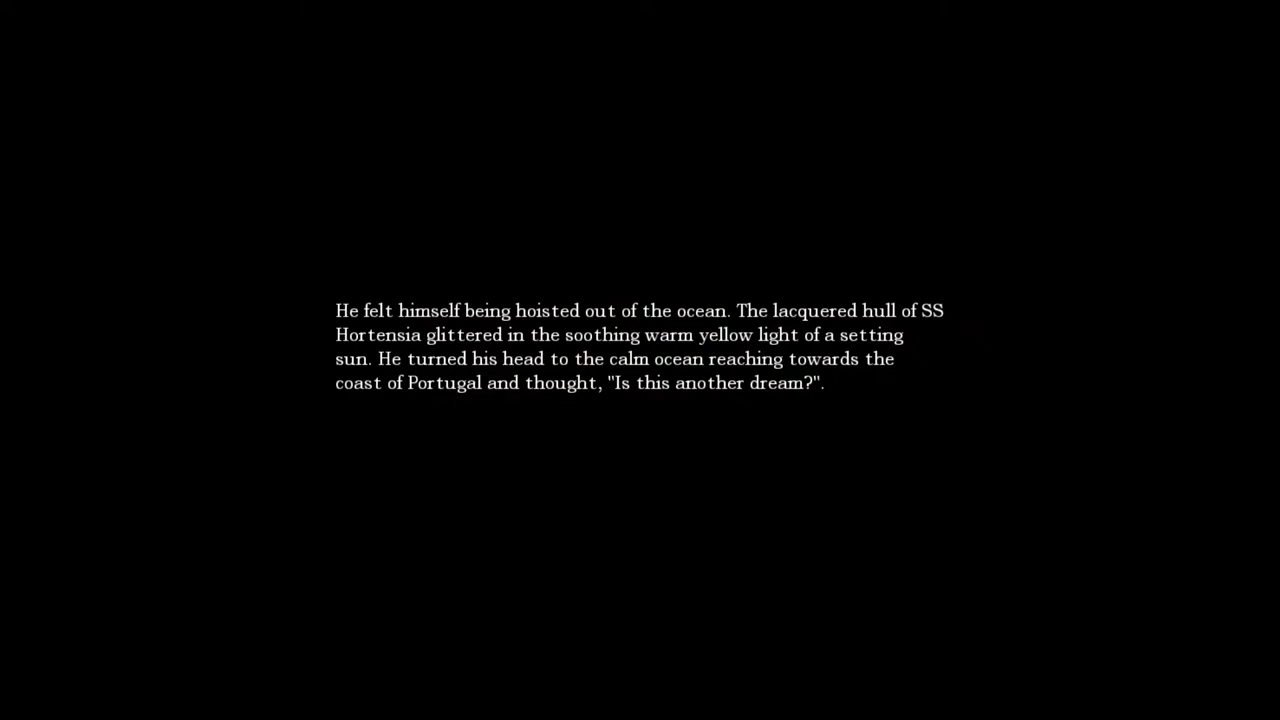 He felt himself being hoisted out of the ocean. The lacquered hull of SS
Hortensia glittered in the soothing warm yellow light of a setting
sun. He turned his head to the calm ocean reaching towards the
coast of Portugal and thought, "Is this another dream?".